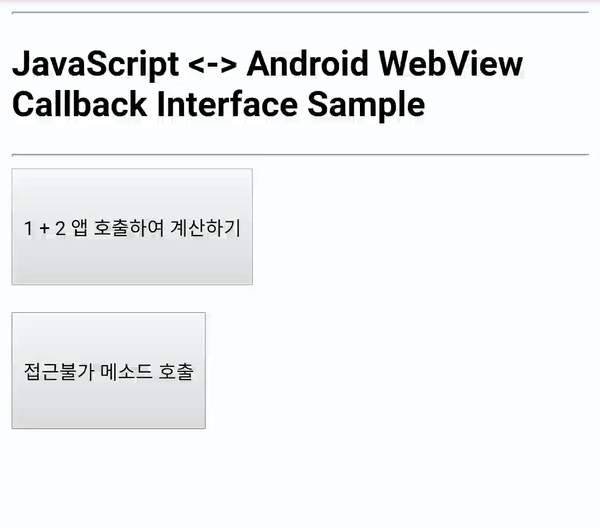 JavaScript <-> Android WebView
Callback Interface Sample
1 + 2 앱 호출하여 계산하기
접근불가 메소드 호출